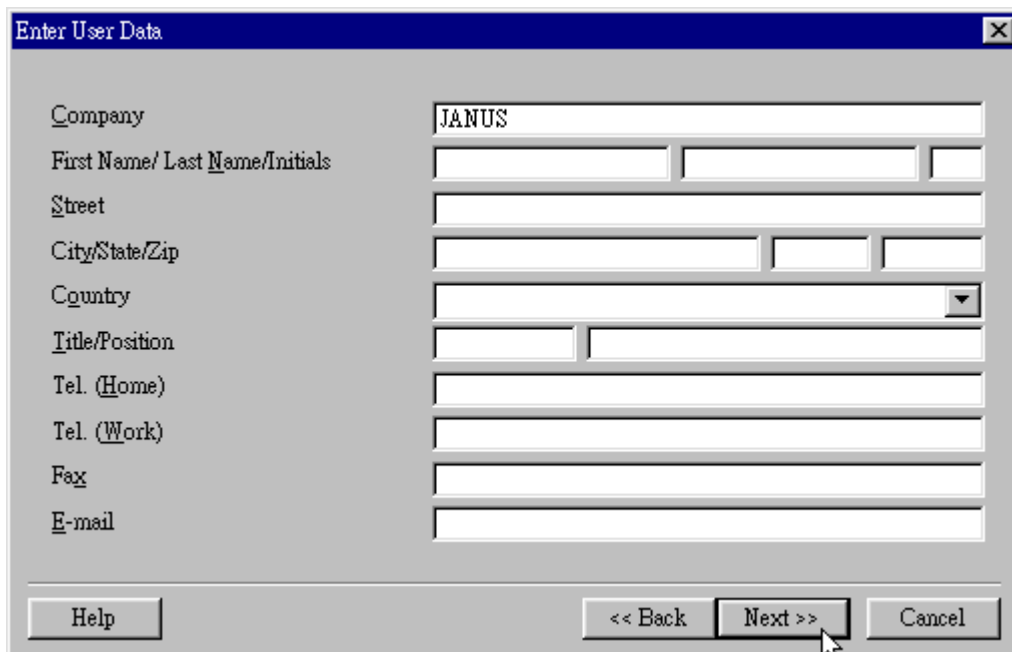 Enter User Data
Company
JANUS
First Name/ Last Name/Initials
Street
City/State/Zip
Country
Title/Position
Tel. (Home)
Tel. (Work)
Fax
E-mail
Help
<< Back
Next >>
Cancel